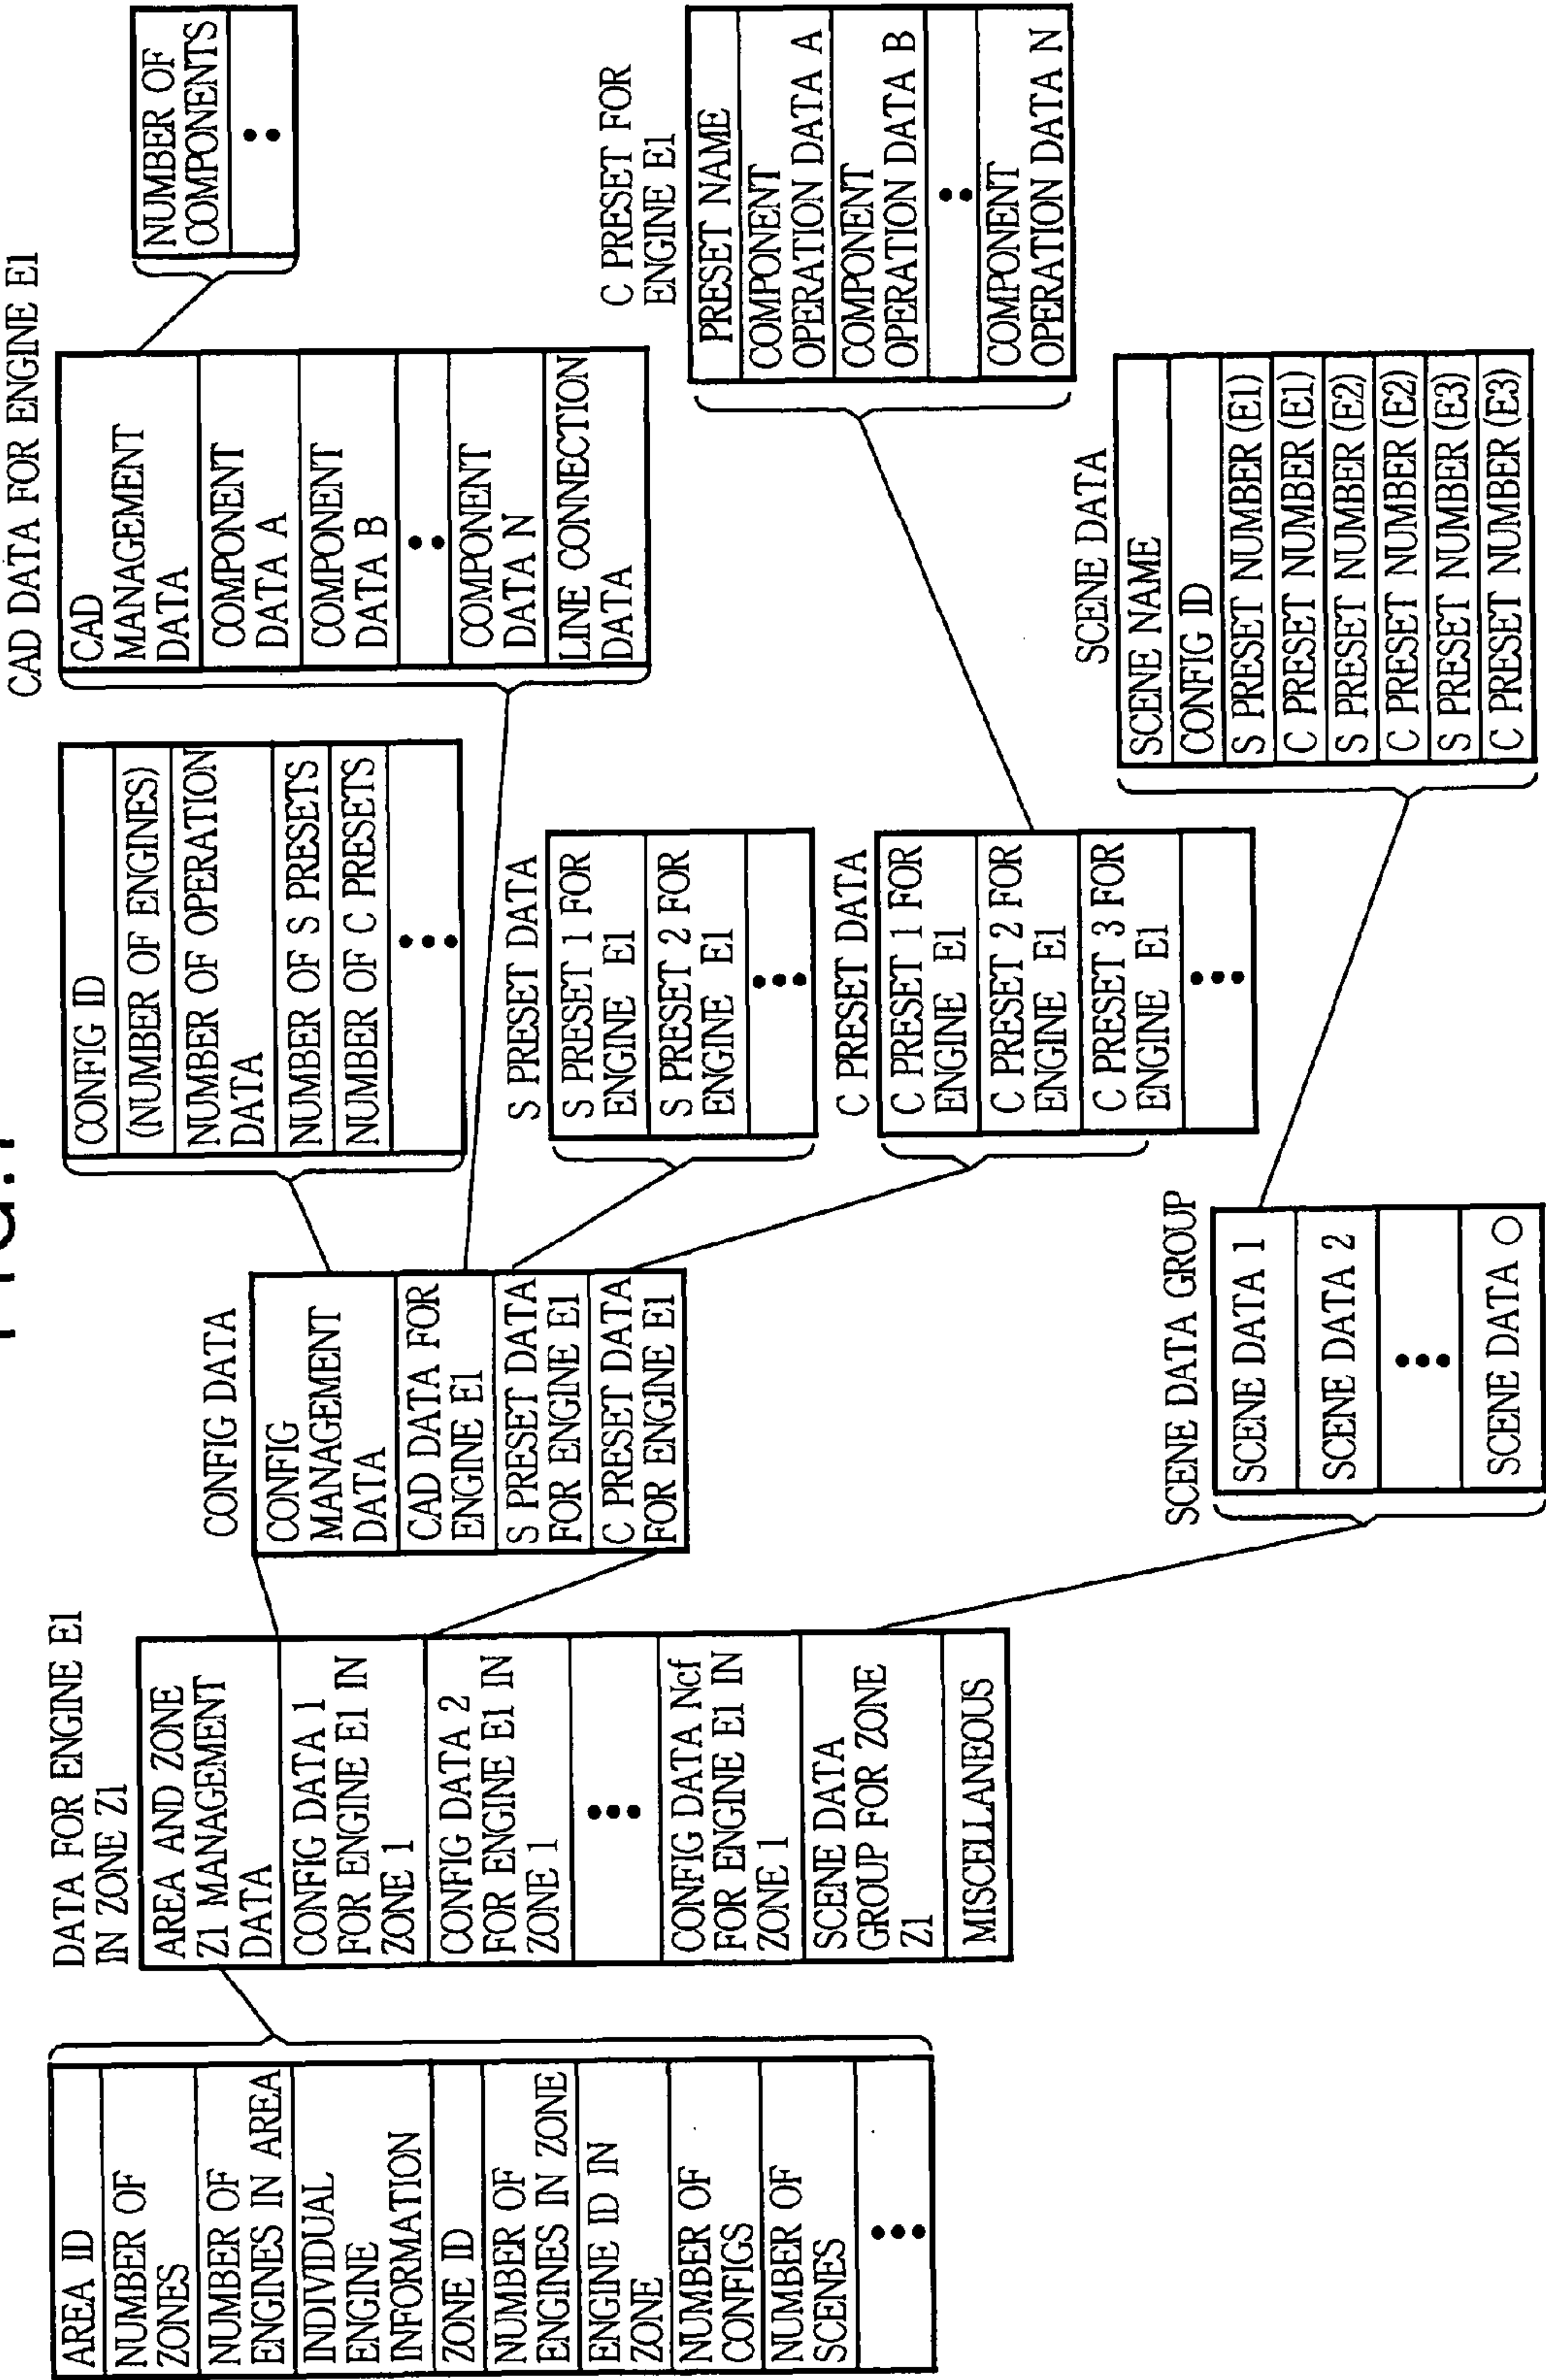 DATA FOR ENGINE E1
IN ZONE Z1
AREA ID
NUMBER OF
ZONES
NUMBER OF
ENGINES IN AREA
INDIVIDUAL
ENGINE
INFORMATION
ZONE ID
NUMBER OF
ENGINES IN ZONE
ENGINE ID IN
ZONE
NUMBER OF
CONFIGS
NUMBER OF
SCENES
AREA AND ZONE
Z1 MANAGEMENT
DATA
CONFIG DATA 1
FOR ENGINE E1 IN
ZONE 1
CONFIG DATA 2
FOR ENGINE E1 IN
ZONE 1
CONFIG DATA Ncf
FOR ENGINE E1 IN
ZONE 1
SCENE DATA
GROUP FOR ZONE
Z1
MISCELLANEOUS
CONFIG DATA
CONFIG
MANAGEMENT
DATA
CAD DATA FOR
ENGINE E1
S PRESET DATA
FOR ENGINE E1
C PRESET DATA
FOR ENGINE E1
SCENE DATA GROUP
SCENE DATA 1
SCENE DATA 2
SCENE DATA O
CONFIG ID
(NUMBER OF ENGINES)
NUMBER OF OPERATION
DATA
NUMBER OF S PRESETS
NUMBER OF C PRESETS
S PRESET DATA
S PRESET 1 FOR
ENGINE E1
S PRESET 2 FOR
ENGINE E1
C PRESET DATA
C PRESET 1 FOR
ENGINE E1
C PRESET 2 FOR
ENGINE E1
C PRESET 3 FOR
ENGINE E1
CAD DATA FOR ENGINE E1
CAD
MANAGEMENT
DATA
COMPONENT
DATA A
COMPONENT
DATA B
COMPONENT
DATA N
LINE CONNECTION
DATA
SCENE DATA
SCENE NAME
CONFIG ID
S PRESET NUMBER (E1)
C PRESET NUMBER (E1)
S PRESET NUMBER (E2)
C PRESET NUMBER (E2)
S PRESET NUMBER (E3)
C PRESET NUMBER (E3)
NUMBER OF
COMPONENTS
C PRESET FOR
ENGINE E1
PRESET NAME
COMPONENT
OPERATION DATA A
COMPONENT
OPERATION DATA B
COMPONENT
OPERATION DATA N